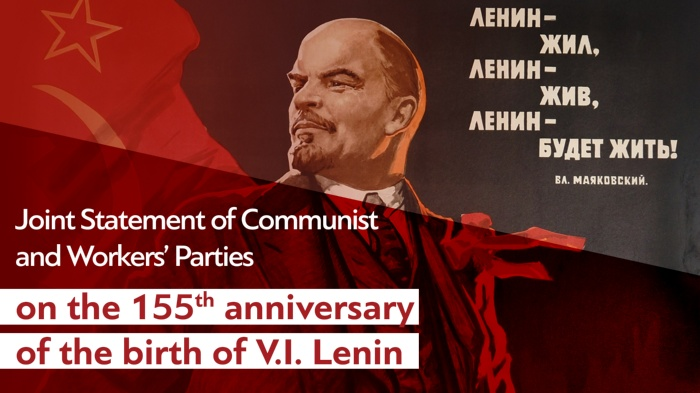 ЛЕНИН–
ЖИЛ,
ЛЕНИН–
ЖИВ,
ЛЕНИН–
БУДЕТ ЖИТЬ!
ВЛ. МАЯКОВСКИЙ.
Joint Statement of Communist
and Workers’ Parties
on the 155th anniversary
of the birth of V.I. Lenin